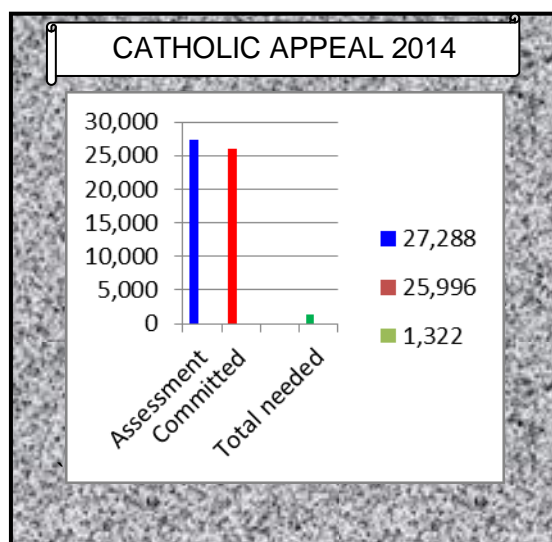 CATHOLIC APPEAL 2014
30,000
25,000
20,000
15,000
10,000
5,000
0
Assessment
Committed
Total needed
27,288
25,996
1,322